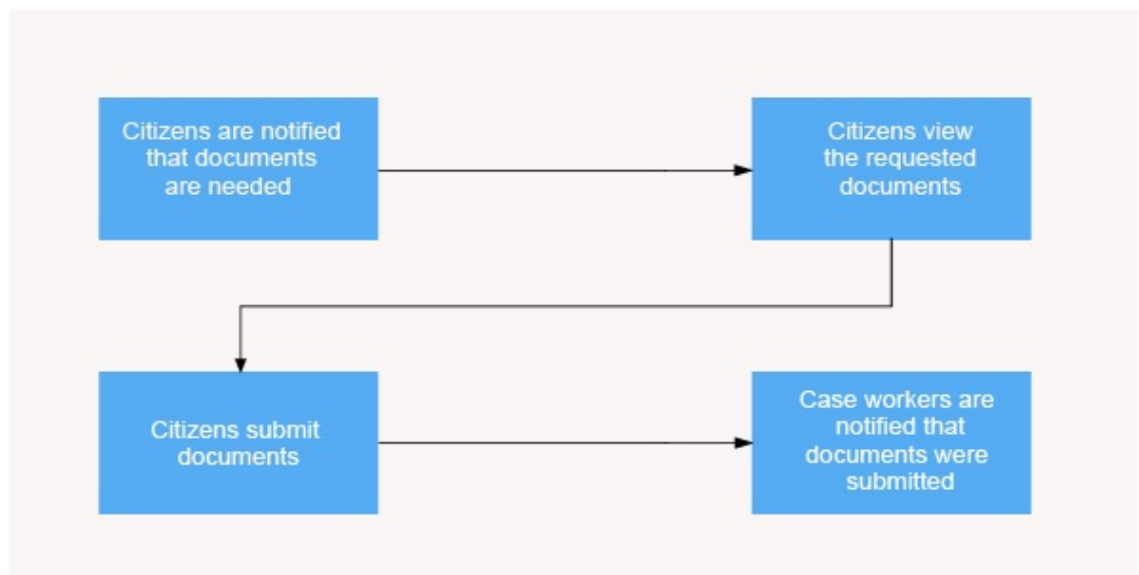 Citizens are notified
that documents
are needed
Citizens view
the requested
documents
Citizens submit
documents
Case workers are
notified that
documents were
submitted